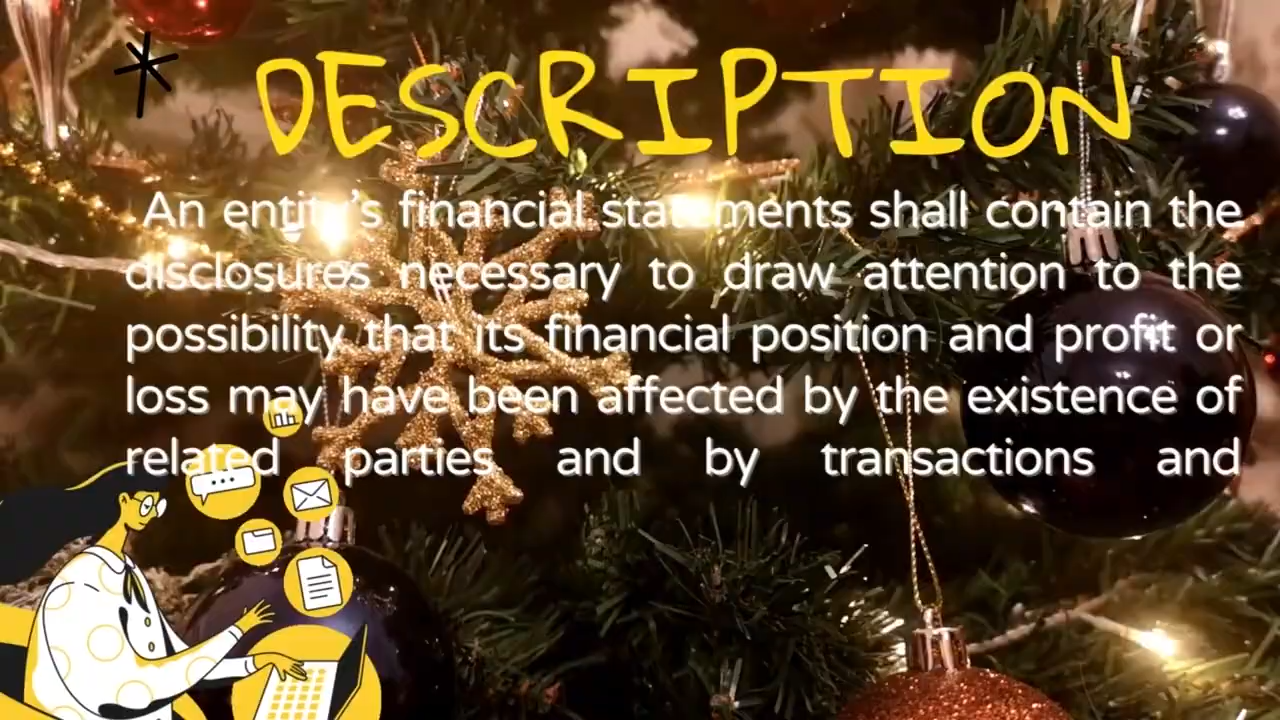 * DESCRIPTION
An entity's financial statements shall contain the
disclosures necessary to draw attention to the
possibility that its financial position and profit or
loss may have been affected by the existence of
related parties and by transactions and